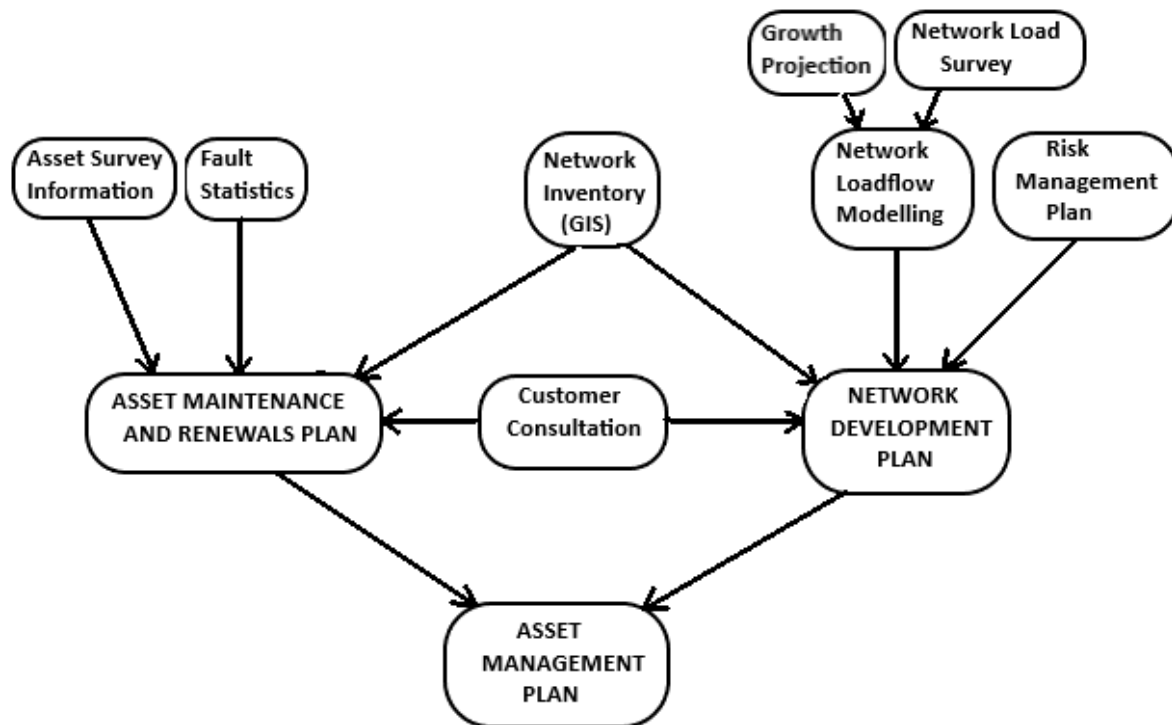 Growth
Projection
Network Load
Survey
Asset Survey
Information
Fault
Statistics
Network
Inventory
(GIS)
Network
Loadflow
Modelling
Risk
Management
Plan
ASSET MAINTENANCE
AND RENEWALS PLAN
Customer
Consultation
NETWORK
DEVELOPMENT
PLAN
ASSET
MANAGEMENT
PLAN